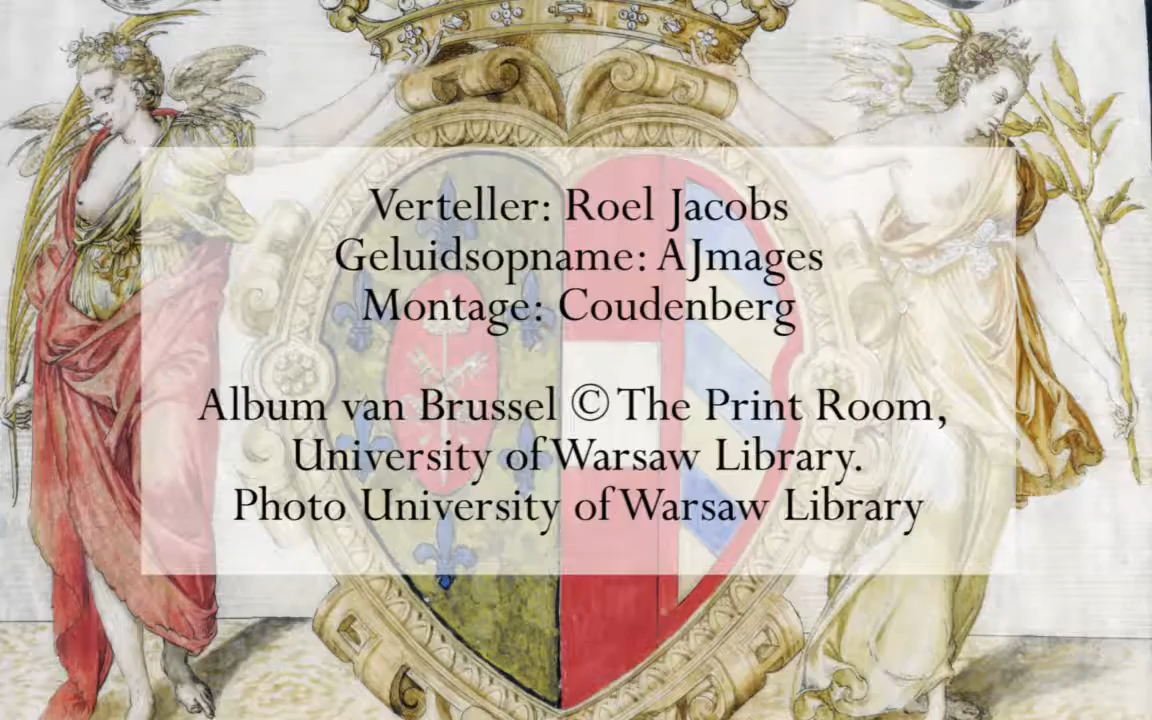 Verteller: Roel Jacobs
Geluidsopname: AJmages
Montage: Coudenberg
Album van Brussel © The Print Room,
University of Warsaw Library.
Photo University of Warsaw Library